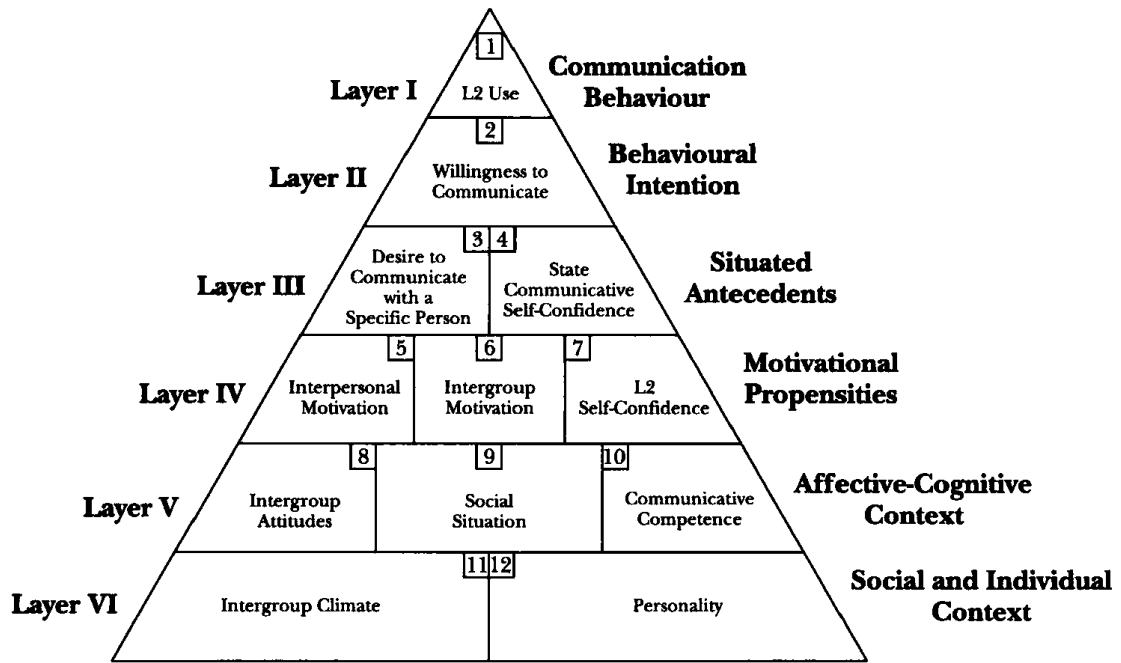 1
Layer I
L2 Use
Communication
Behaviour
2
Layer II
Willingness to
Communicate
Behavioural
Intention
3 4
Layer III
Desire to
Communicate
with a
Specific Person
State
Communicative
Self-Confidence
Situated
Antecedents
5 6 7
Layer IV
Interpersonal
Motivation
Intergroup
Motivation
L2
Self-Confidence
Motivational
Propensities
8 9 10
Layer V
Intergroup
Attitudes
Social
Situation
Communicative
Competence
Affective-Cognitive
Context
11 12
Layer VI
Intergroup Climate
Personality
Social and Individual
Context